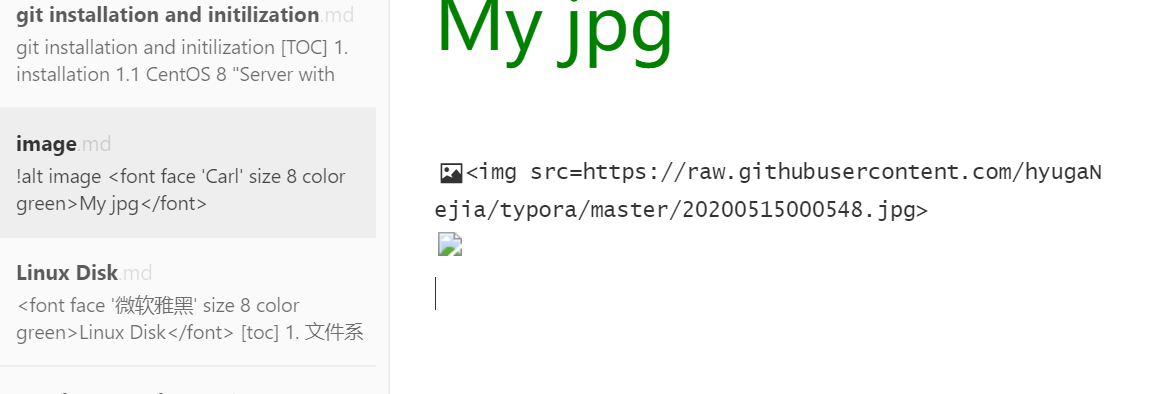 git installation and initilization.md
git installation and initilization [TOC] 1.
installation 1.1 CentOS 8 "Server with
image.md
!alt image <font face 'Carl' size 8 color
green>My jpg</font>
Linux Disk.md
<font face '微软雅黑' size 8 color
green>Linux Disk</font> [toc] 1. 文件系
My jpg
<img src=https://raw.githubusercontent.com/hyugaN
ejia/typora/master/20200515000548.jpg>